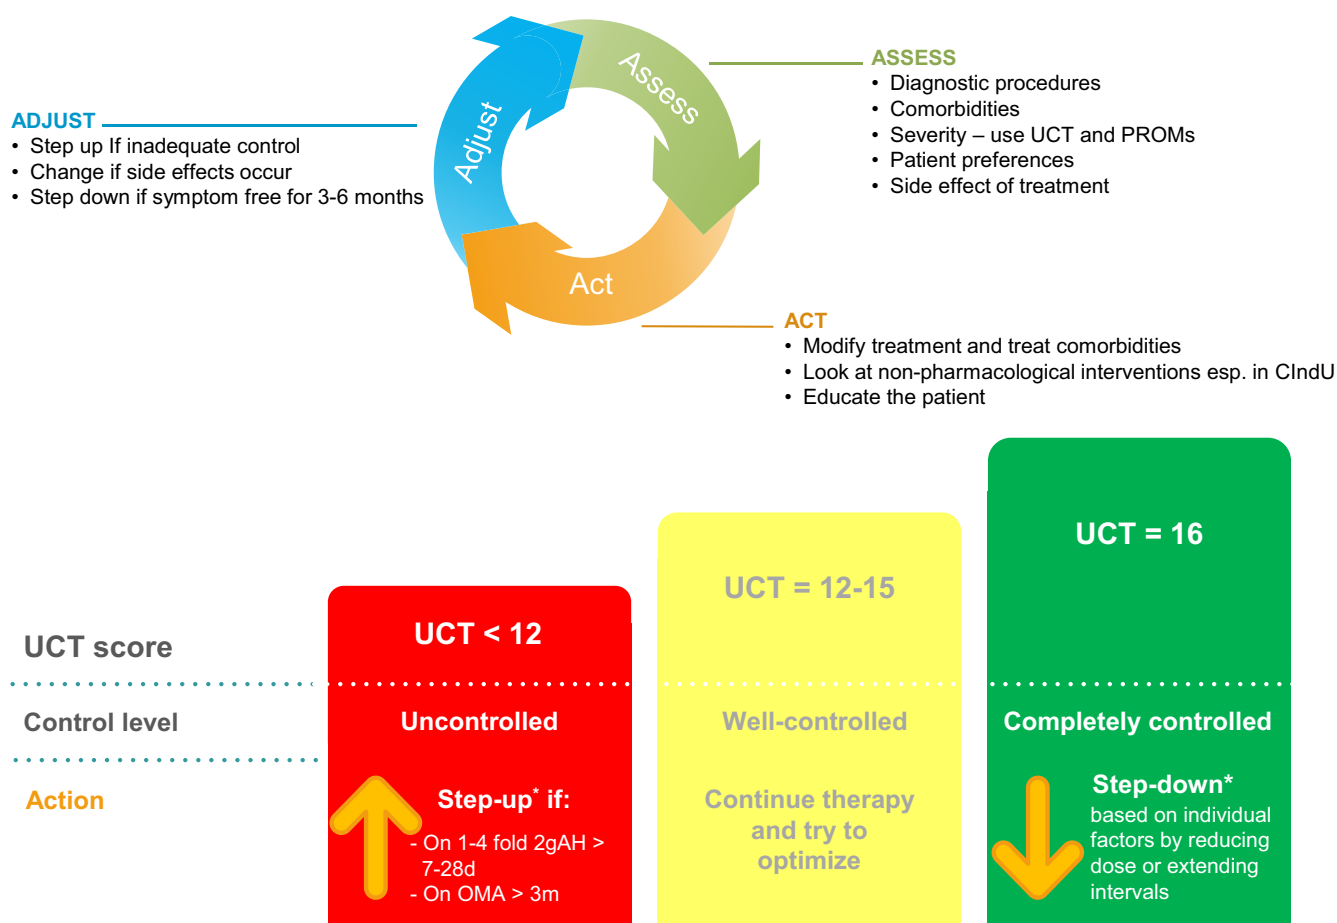 Assess
Adjust
Act
ASSESS
• Diagnostic procedures
• Comorbidities
• Severity – use UCT and PROMs
• Patient preferences
• Side effect of treatment
ADJUST
• Step up If inadequate control
• Change if side effects occur
• Step down if symptom free for 3-6 months
ACT
• Modify treatment and treat comorbidities
• Look at non-pharmacological interventions esp. in CIndU
• Educate the patient
UCT score
UCT < 12
UCT = 12-15
UCT = 16
Control level
Uncontrolled
Well-controlled
Completely controlled
Action
Step-up* if:
- On 1-4 fold 2gAH >
7-28d
- On OMA > 3m
Continue therapy
and try to
optimize
Step-down*
based on individual
factors by reducing
dose or extending
intervals